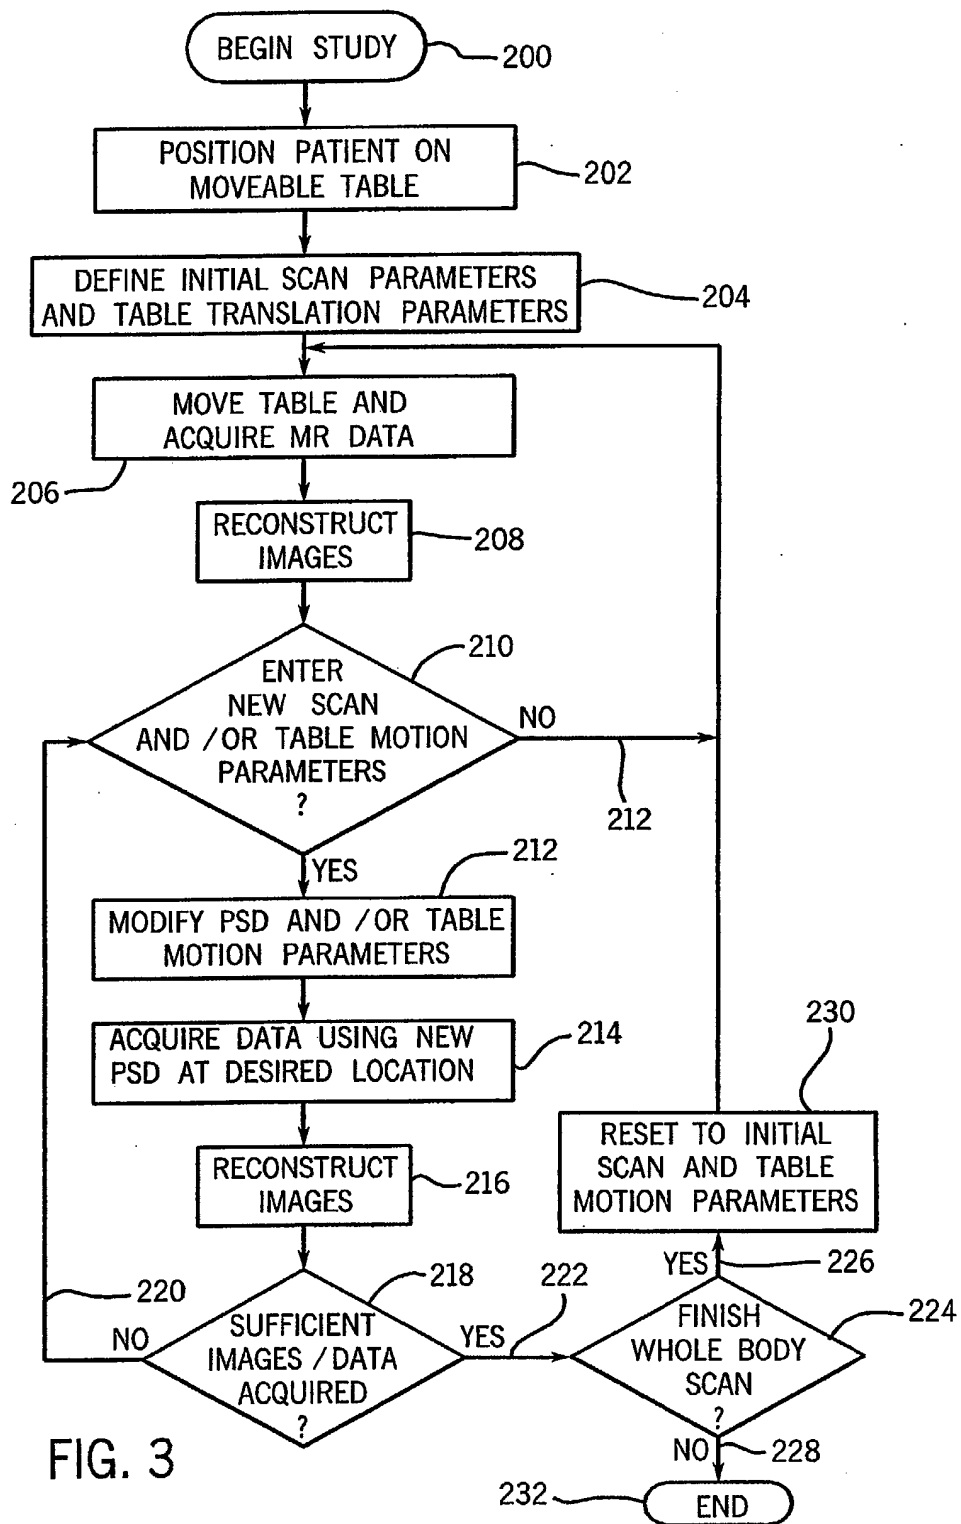 BEGIN STUDY
200
POSITION PATIENT ON
MOVEABLE TABLE
202
DEFINE INITIAL SCAN PARAMETERS
AND TABLE TRANSLATION PARAMETERS
204
MOVE TABLE AND
ACQUIRE MR DATA
206
RECONSTRUCT
IMAGES
208
ENTER
NEW SCAN
AND /OR TABLE MOTION
PARAMETERS
?
210
NO
212
YES
212
MODIFY PSD AND /OR TABLE
MOTION PARAMETERS
ACQUIRE DATA USING NEW
PSD AT DESIRED LOCATION
214
RECONSTRUCT
IMAGES
216
SUFFICIENT
IMAGES /DATA
ACQUIRED
?
218
NO
220
YES
222
FINISH
WHOLE BODY
SCAN
?
224
YES
226
RESET TO INITIAL
SCAN AND TABLE
MOTION PARAMETERS
230
NO
228
END
232
FIG. 3